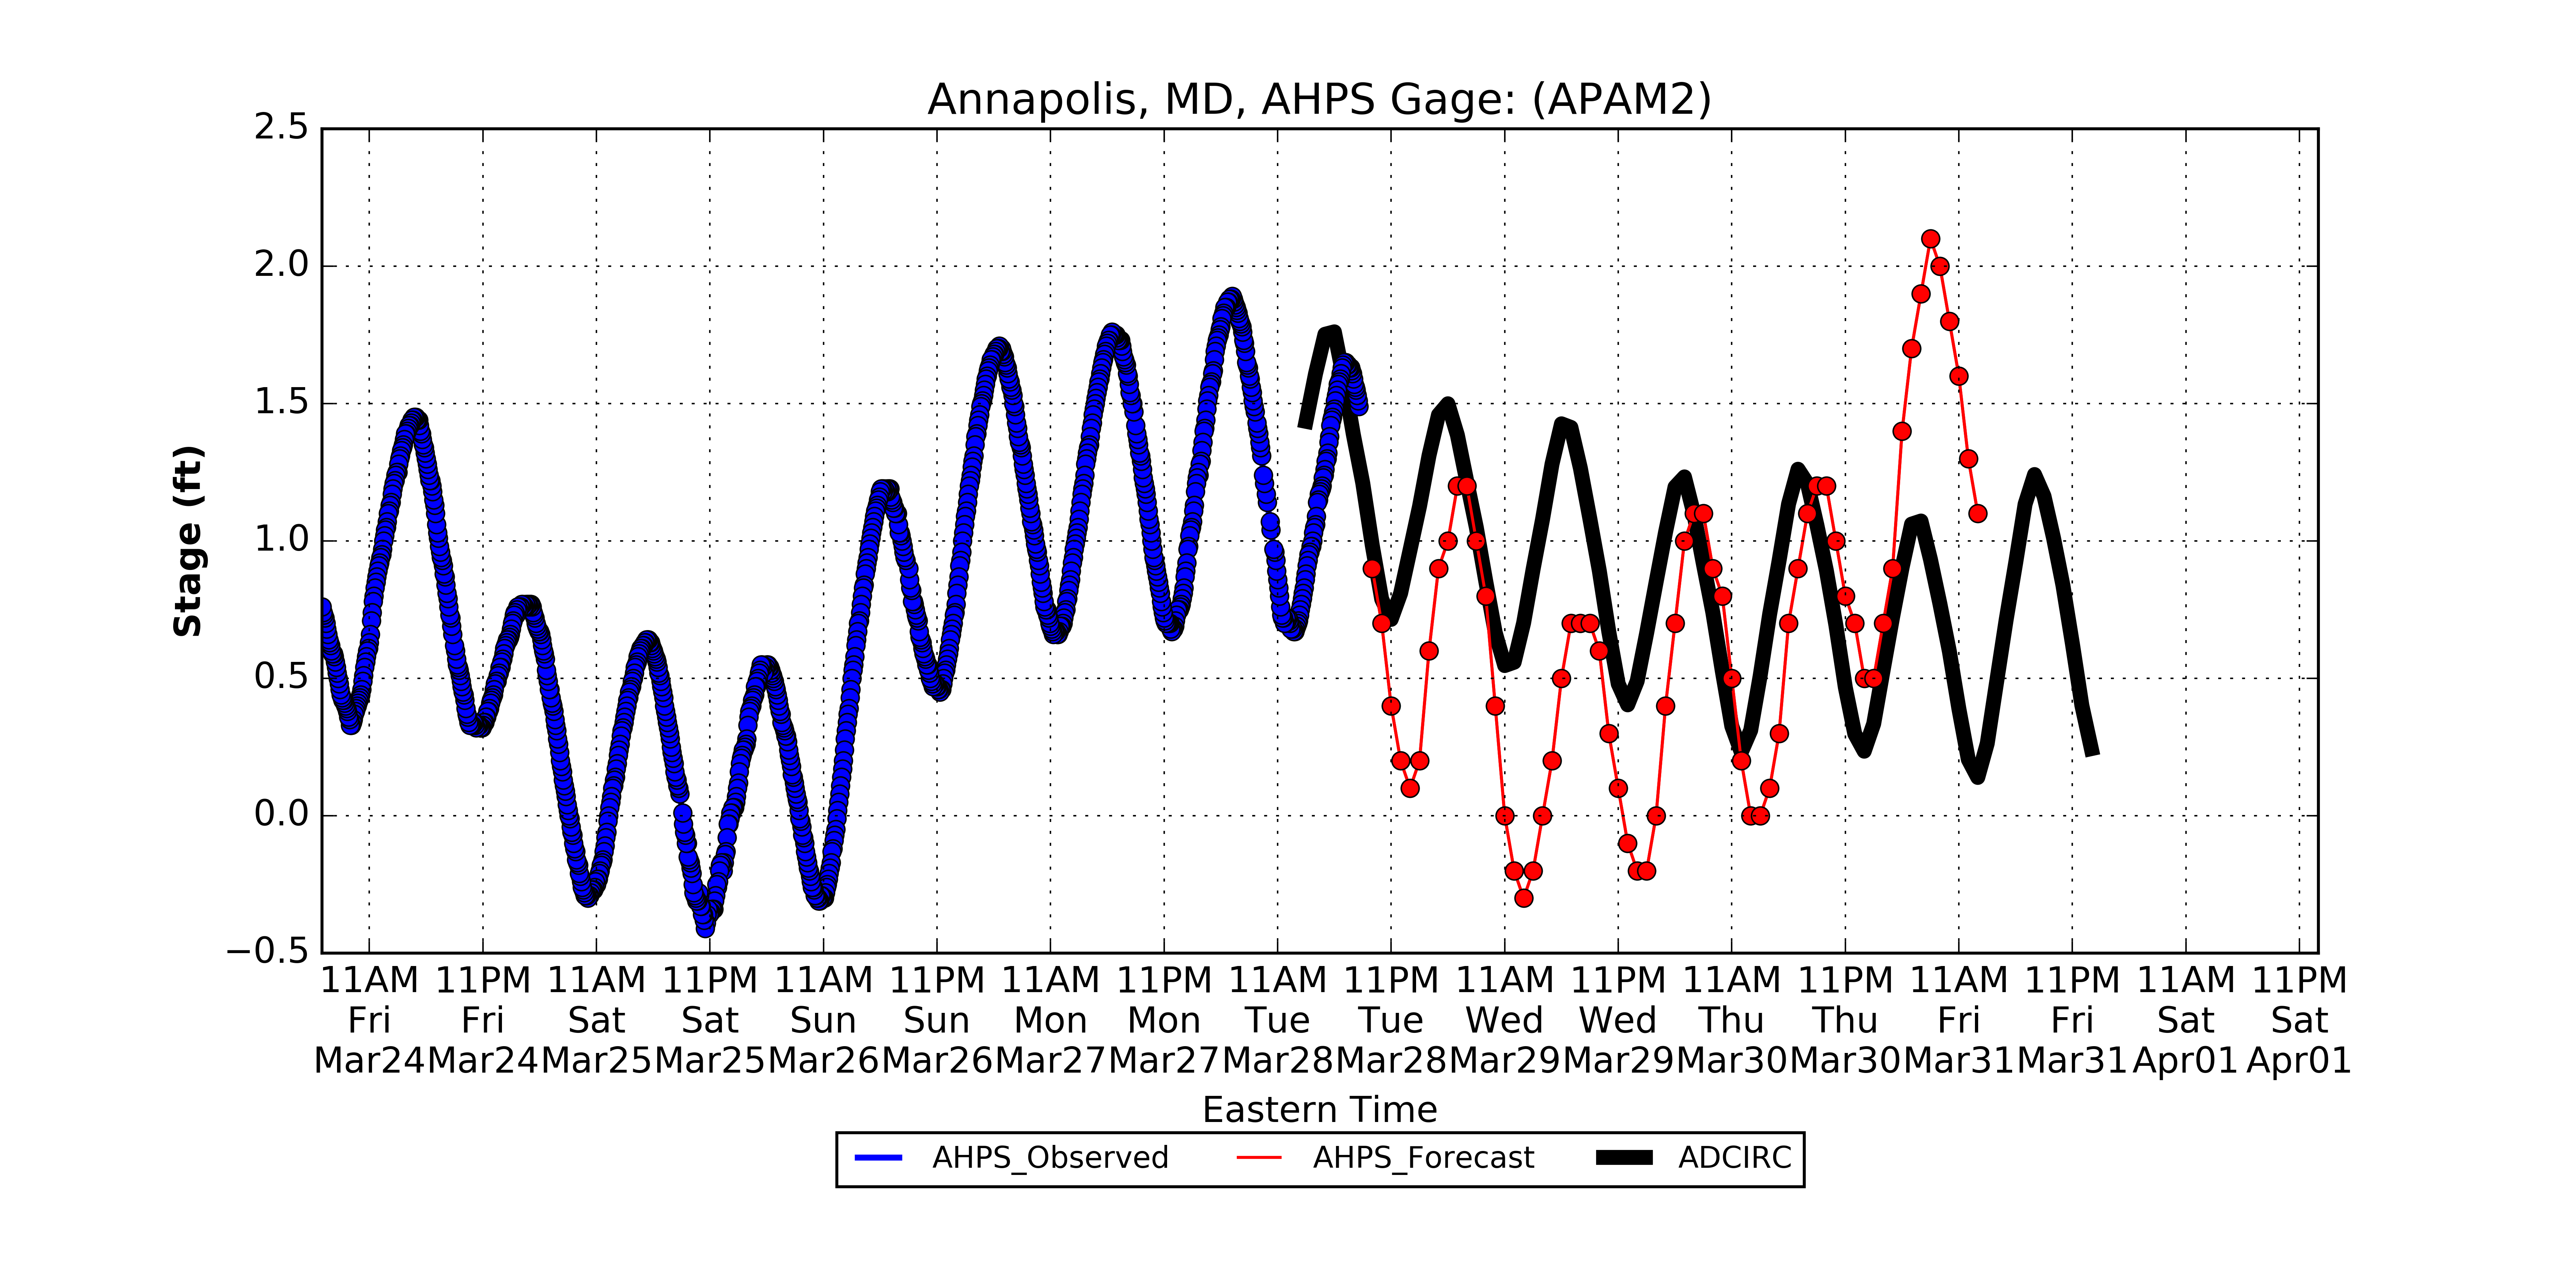 Annapolis, MD, AHPS Gage: (APAM2)
2.5
2.0
1.5
1.0
0.5
0.0
−0.5
Stage (ft)
11AM 11PM 11AM 11PM 11AM 11PM 11AM 11PM 11AM 11PM 11AM 11PM 11AM 11PM 11AM 11PM 11AM 11PM
Fri Fri Sat Sat Sun Sun Mon Mon Tue Tue Wed Wed Thu Thu Fri Fri Sat Sat
Mar24 Mar24 Mar25 Mar25 Mar26 Mar26 Mar27 Mar27 Mar28 Mar28 Mar29 Mar29 Mar30 Mar30 Mar31 Mar31 Apr01 Apr01
Eastern Time
AHPS_Observed AHPS_Forecast ADCIRC